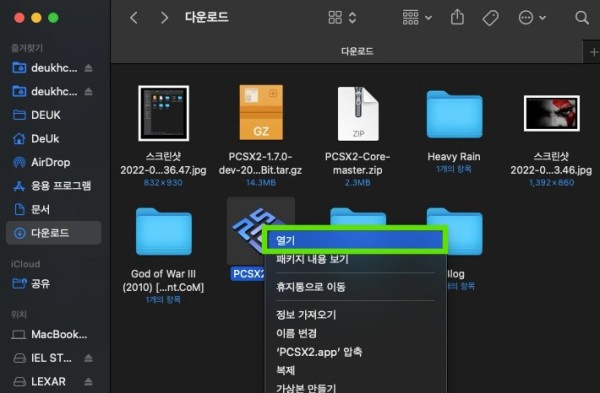 다운로드
다운로드
즐겨찾기
deukhc...
deukhc...
DEUK
DeUk
AirDrop
응용 프로그램
문서
다운로드
iCloud
공유
위치
MacBook...
IEL ST...
LEXAR
GZ
ZIP
스크린샷
2022-0...36.47.jpg
832×930
PCSX2-1.7.0-
dev-20...Bit.tar.gz
14.3MB
PCSX2-Core-
master.zip
2.3MB
Heavy Rain
1개의 항목
스크린샷
2022-0...3.46.jpg
1,392×860
God of War III
(2010) [...nt.CoM]
1개의 항목
PCSX2
log
의 항목
열기
패키지 내용 보기
휴지통으로 이동
정보 가져오기
이름 변경
‘PCSX2.app’ 압축
복제
가상본 만들기